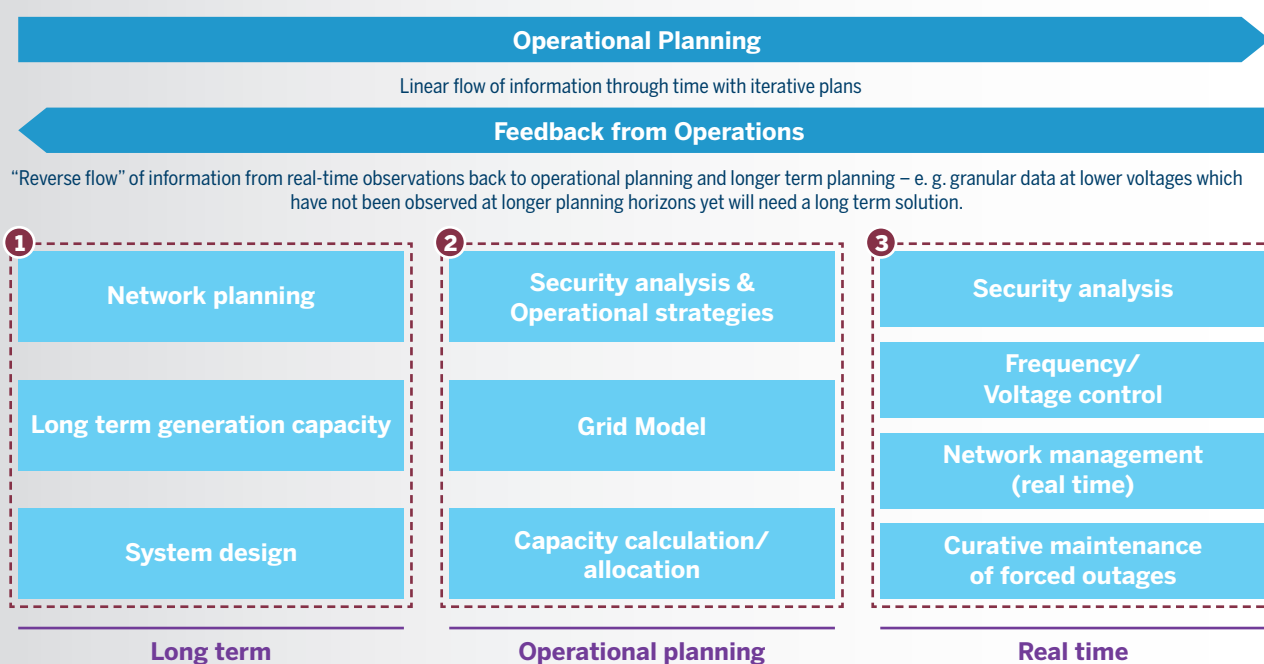 Operational Planning
Linear flow of information through time with iterative plans
Feedback from Operations
“Reverse flow” of information from real-time observations back to operational planning and longer term planning – e. g. granular data at lower voltages which
have not been observed at longer planning horizons yet will need a long term solution.
1
Network planning
Long term generation capacity
System design
Long term
2
Security analysis &
Operational strategies
Grid Model
Capacity calculation/
allocation
Operational planning
3
Security analysis
Frequency/
Voltage control
Network management
(real time)
Curative maintenance
of forced outages
Real time